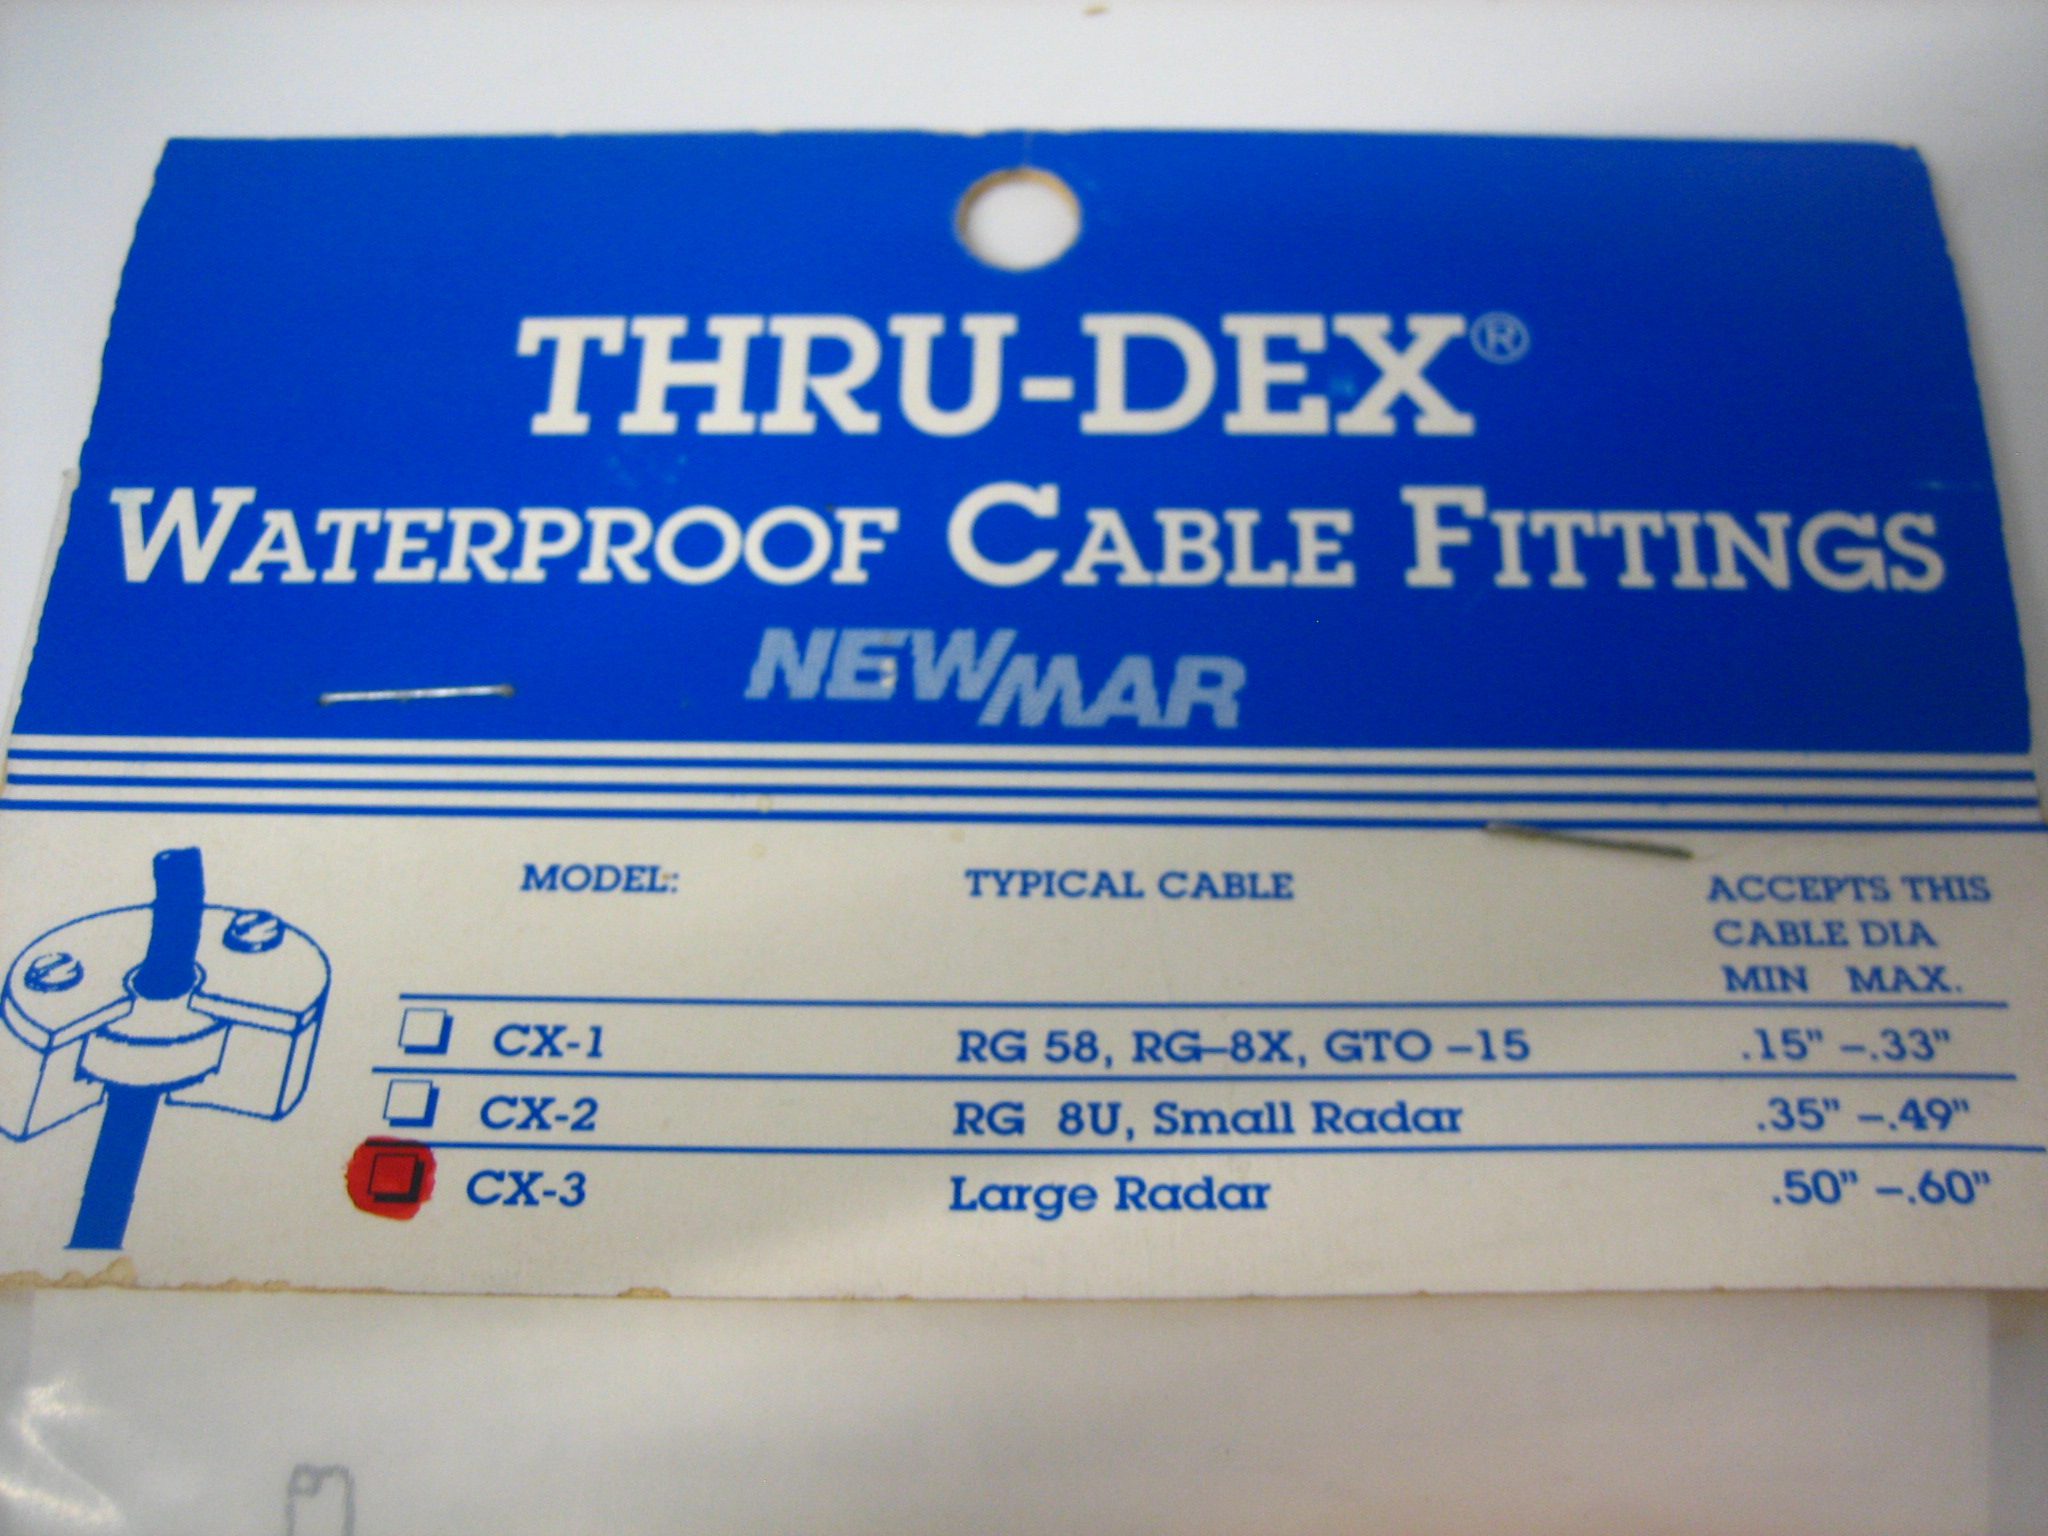 THRU-DEX®
WATERPROOF CABLE FITTINGS
NEWMAR
MODEL: TYPICAL CABLE ACCEPTS THIS
CABLE DIA
MIN MAX.
CX-1 RG 58, RG-8X, GTO -15 .15" -.33"
CX-2 RG 8U, Small Radar .35" -.49"
CX-3 Large Radar .50" -.60"